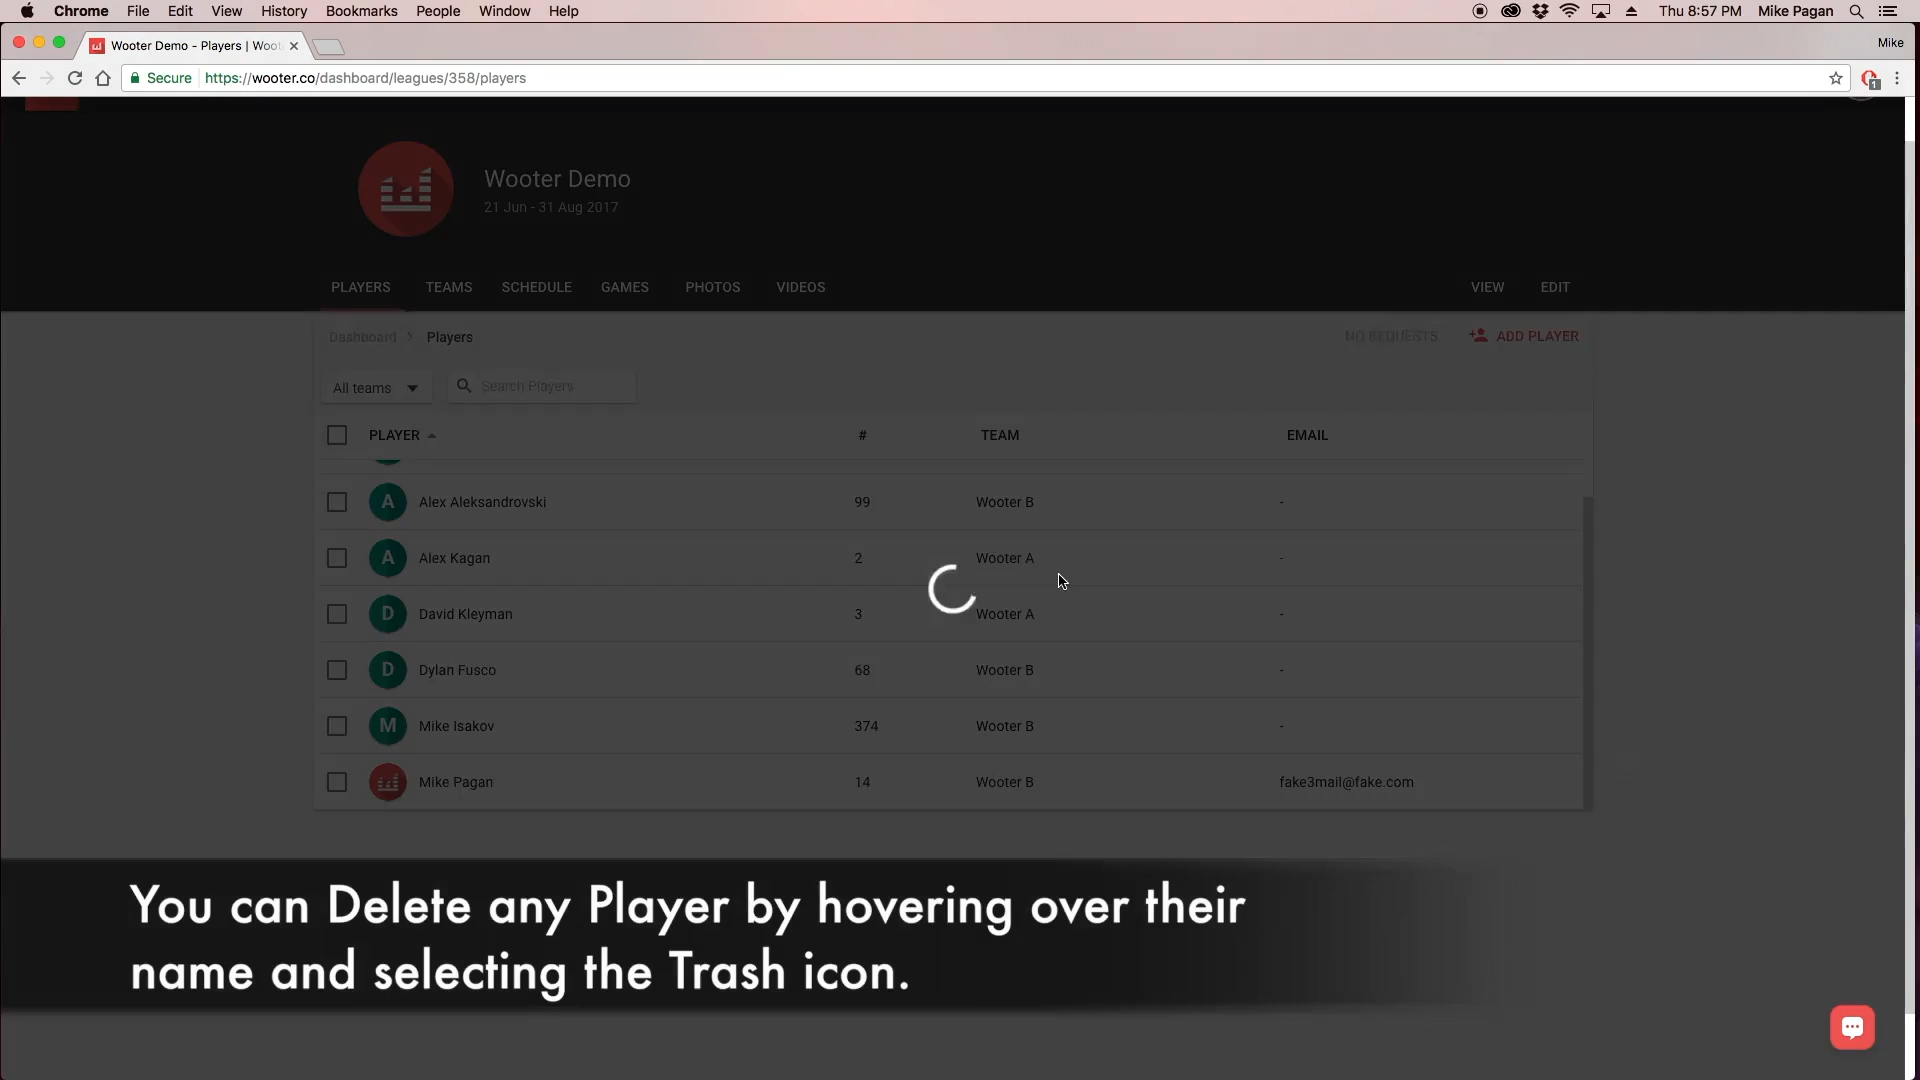 Chrome File Edit View History Bookmarks People Window Help Thu 8:57 PM Mike Pagan
Wooter Demo - Players | Woot Mike
Secure https://wooter.co/dashboard/leagues/358/players
1
Wooter Demo
21 Jun - 31 Aug 2017
PLAYERS TEAMS SCHEDULE GAMES PHOTOS VIDEOS VIEW EDIT
Dashboard > Players NO REQUESTS ADD PLAYER
All teams Search Players
PLAYER # TEAM EMAIL
A Alex Aleksandrovski 99 Wooter B -
A Alex Kagan 2 Wooter A -
D David Kleyman 3 Wooter A -
D Dylan Fusco 68 Wooter B -
M Mike Isakov 374 Wooter B -
Mike Pagan 14 Wooter B fake3mail@fake.com
You can Delete any Player by hovering over their
name and selecting the Trash icon.